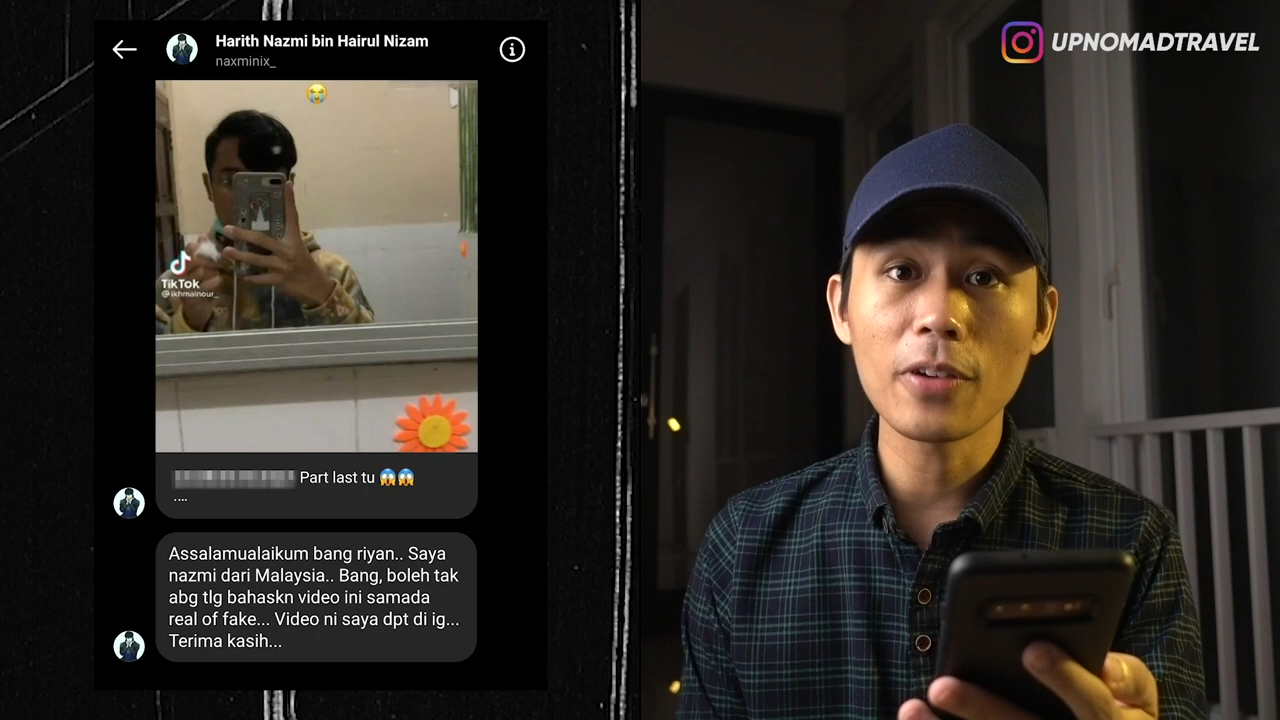 Harith Nazmi bin Hairul Nizam
naxminix_
UPNOMADTRAVEL
TikTok
@ikhmalnour_
Part last tu 😱😱
....
Assalamualaikum bang riyan.. Saya
nazmi dari Malaysia.. Bang, boleh tak
abg tlg bahaskn video ini samada
real of fake... Video ni saya dpt di ig...
Terima kasih...